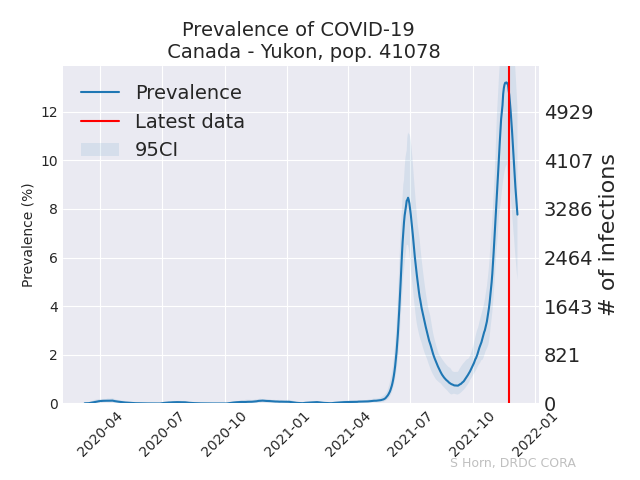 Prevalence of COVID-19
Canada - Yukon, pop. 41078
Prevalence
Latest data
95CI
Prevalence (%)
12
10
8
6
4
2
0
4929
4107
3286
2464
1643
821
0
# of infections
2020-04
2020-07
2020-10
2021-01
2021-04
2021-07
2021-10
2022-01
S Horn, DRDC CORA